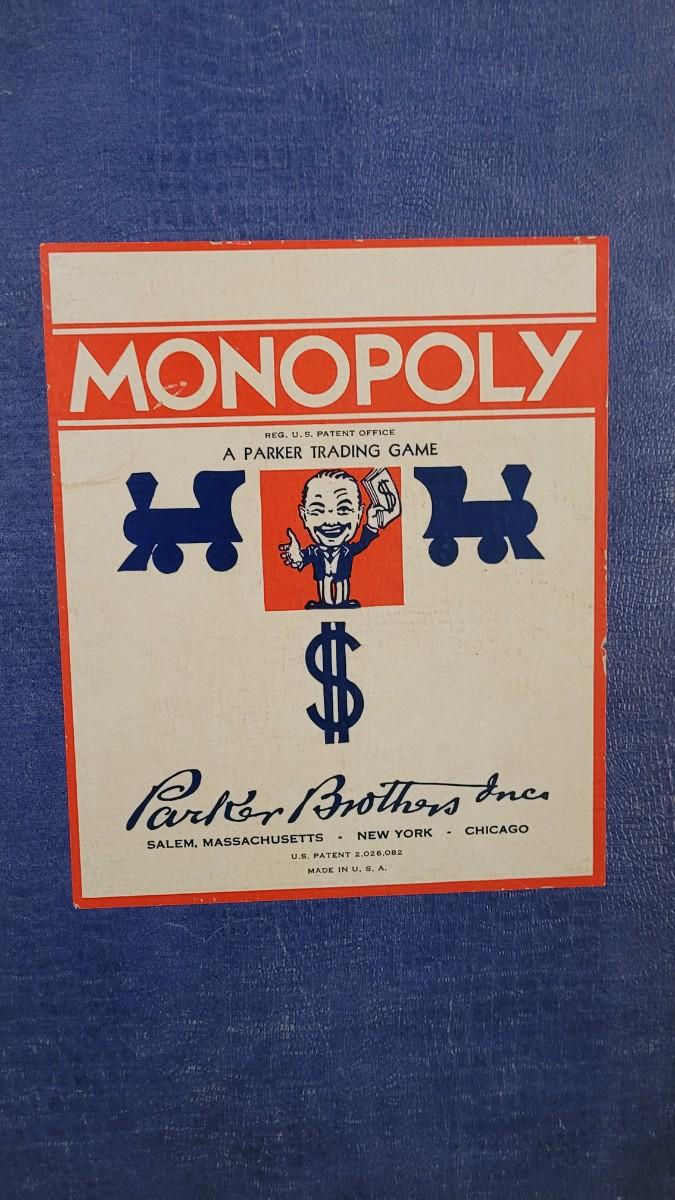 MONOPOLY
REG. U.S. PATENT OFFICE
A PARKER TRADING GAME
$
$
Parker Brothers Inc.
SALEM, MASSACHUSETTS - NEW YORK - CHICAGO
U.S. PATENT 2,026,082
MADE IN U. S. A.